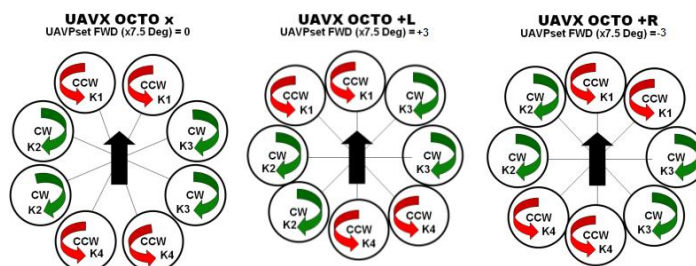 UAVX OCTO x
UAVPset FWD (x7.5 Deg) = 0
CCW
K1
CCW
K1
CW
K2
CW
K3
CW
K2
CW
K3
CCW
K4
CCW
K4
UAVX OCTO +L
UAVPset FWD (x7.5 Deg) = +3
CCW
K1
CCW
K1
CW
K3
CW
K2
CW
K3
CW
K2
CCW
K4
CCW
K4
UAVX OCTO +R
UAVPset FWD (x7.5 Deg) = -3
CW
K2
CCW
K1
CCW
K1
CW
K2
CW
K3
CCW
K4
CCW
K4
CW
K3